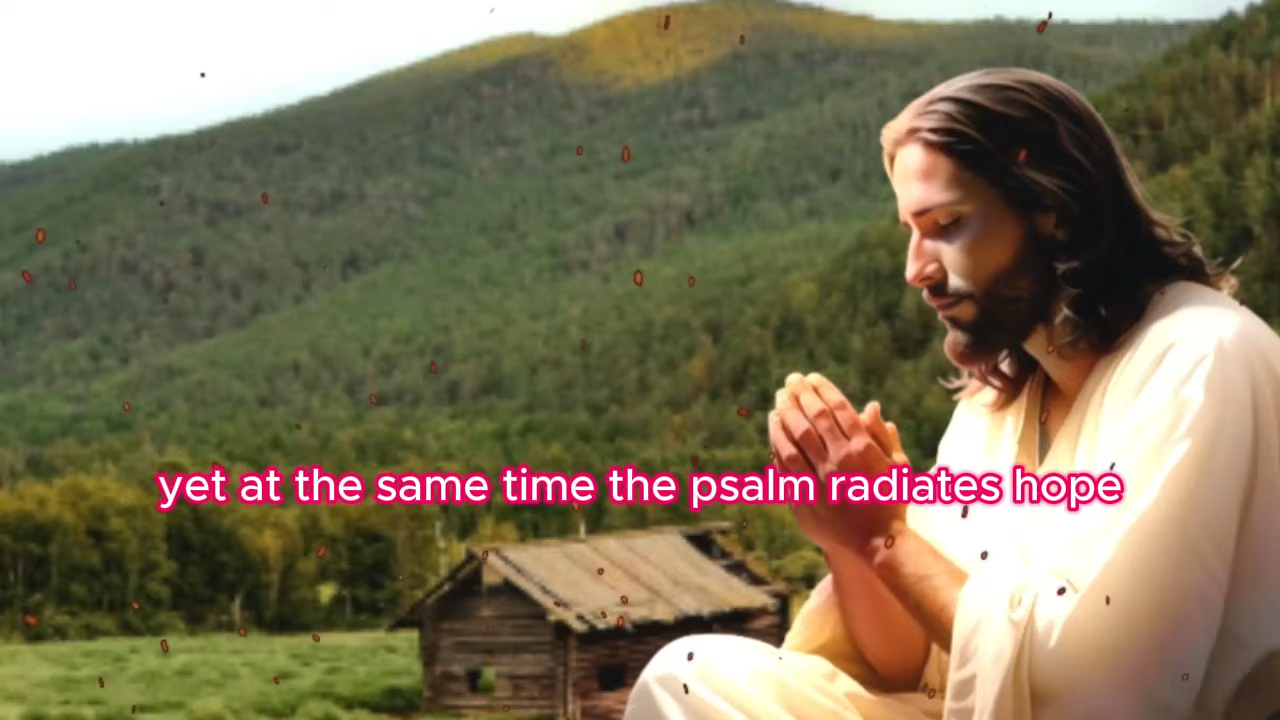 yet at the same time the psalm radiates hope